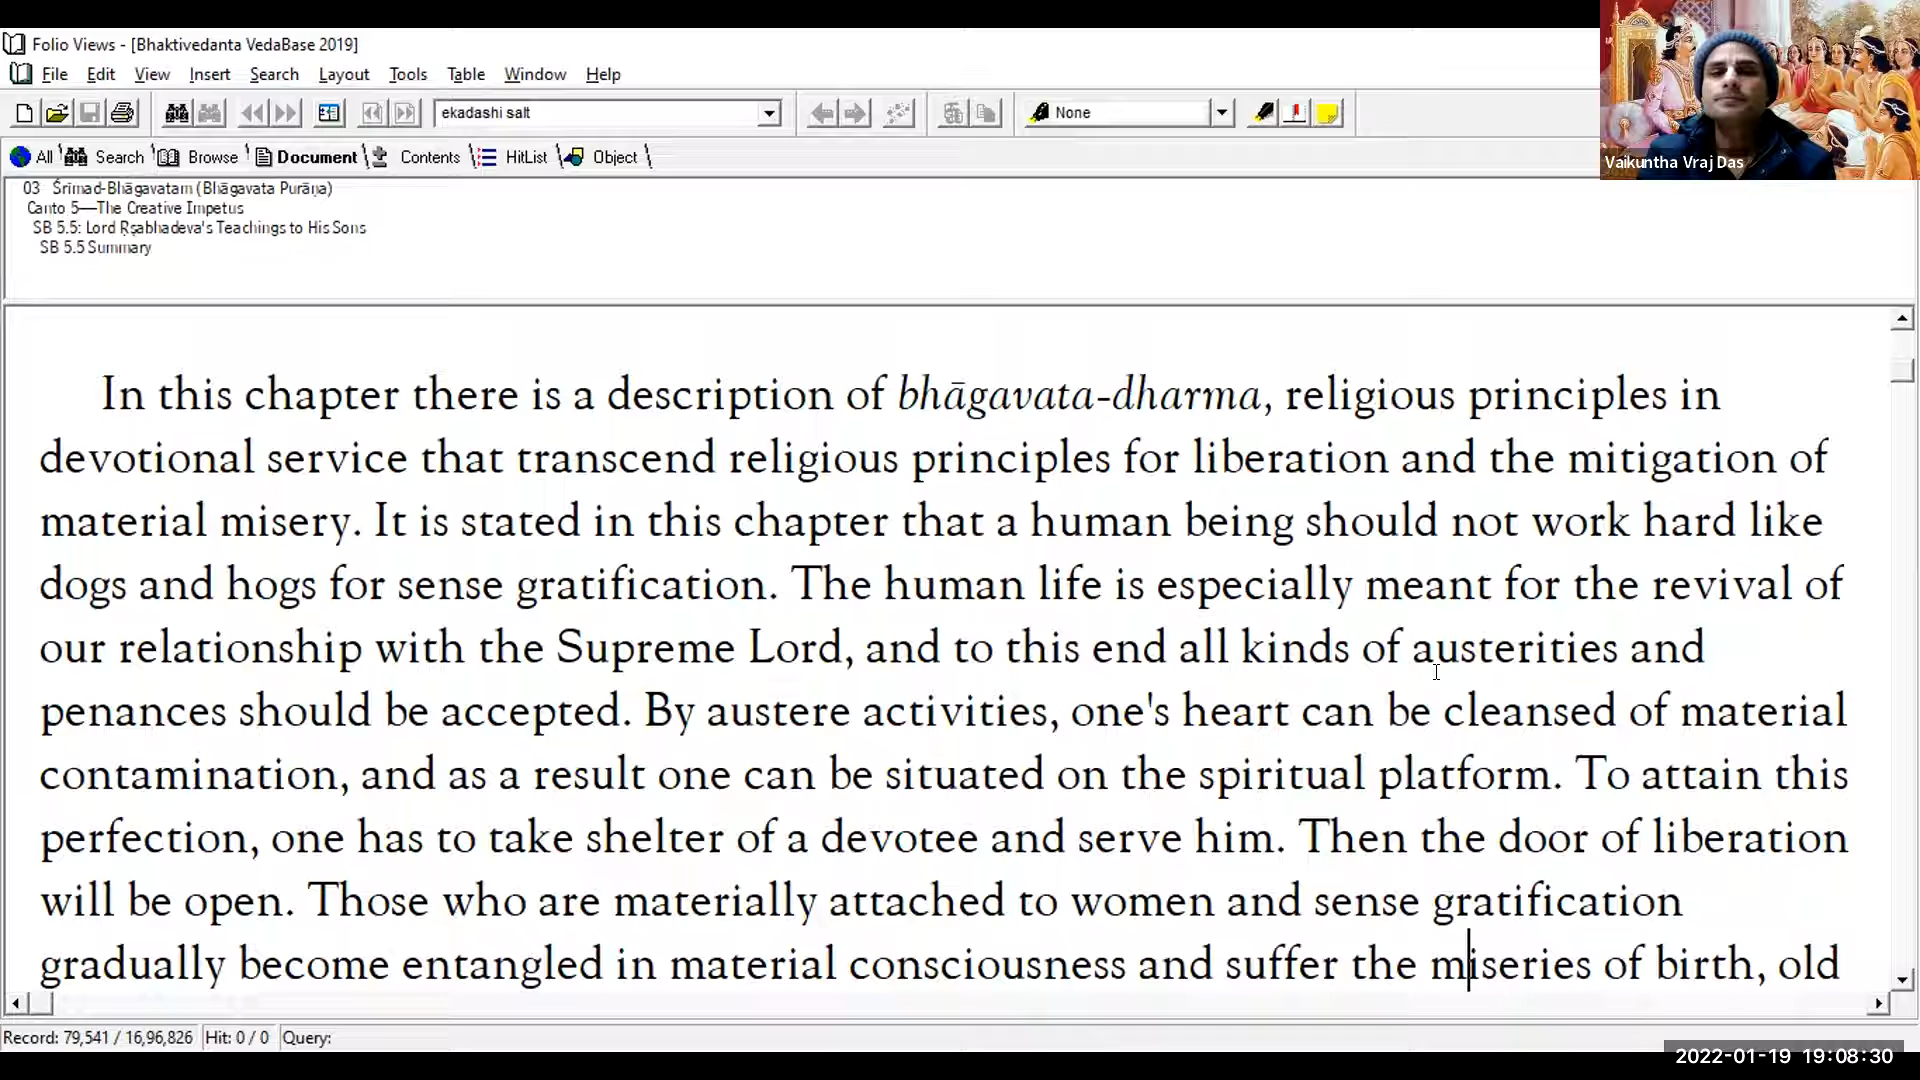 Folio Views - [Bhaktivedanta VedaBase 2019]
File Edit View Insert Search Layout Tools Table Window Help
ekadashi salt
None
All Search Browse Document Contents HitList Object
Vaikuntha Vraj Das
03 Śrīmad-Bhāgavatam (Bhāgavata Purāṇa)
Canto 5—The Creative Impetus
SB 5.5: Lord Ṛṣabhadeva's Teachings to His Sons
SB 5.5 Summary
In this chapter there is a description of bhāgavata-dharma, religious principles in
devotional service that transcend religious principles for liberation and the mitigation of
material misery. It is stated in this chapter that a human being should not work hard like
dogs and hogs for sense gratification. The human life is especially meant for the revival of
our relationship with the Supreme Lord, and to this end all kinds of austerities and
penances should be accepted. By austere activities, one's heart can be cleansed of material
contamination, and as a result one can be situated on the spiritual platform. To attain this
perfection, one has to take shelter of a devotee and serve him. Then the door of liberation
will be open. Those who are materially attached to women and sense gratification
gradually become entangled in material consciousness and suffer the miseries of birth, old
Record: 79,541 / 16,96,826 Hit: 0 / 0 Query:
2022-01-19 19:08:30